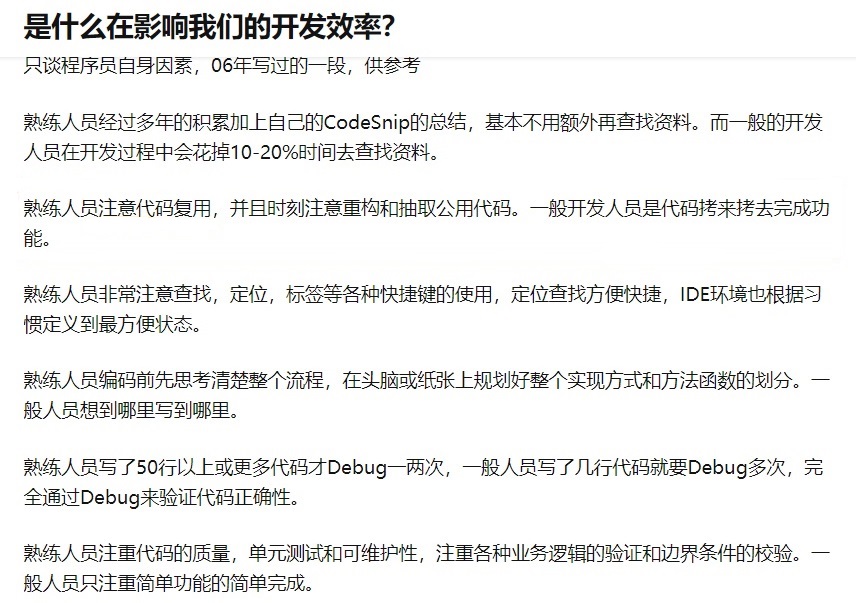 是什么在影响我们的开发效率？
只谈程序员自身因素，06年写过的一段，供参考
熟练人员经过多年的积累加上自己的CodeSnip的总结，基本不用额外再查找资料。而一般的开发
人员在开发过程中会花掉10-20%时间去查找资料。
熟练人员注意代码复用，并且时刻注意重构和抽取公用代码。一般开发人员是代码拷来拷去完成功
能。
熟练人员非常注意查找，定位，标签等各种快捷键的使用，定位查找方便快捷，IDE环境也根据习
惯定义到最方便状态。
熟练人员编码前先思考清楚整个流程，在头脑或纸张上规划好整个实现方式和方法函数的划分。一
般人员想到哪里写到哪里。
熟练人员写了50行以上或更多代码才Debug一两次，一般人员写了几行代码就要Debug多次，完
全通过Debug来验证代码正确性。
熟练人员注重代码的质量，单元测试和可维护性，注重各种业务逻辑的验证和边界条件的校验。一
般人员只注重简单功能的简单完成。